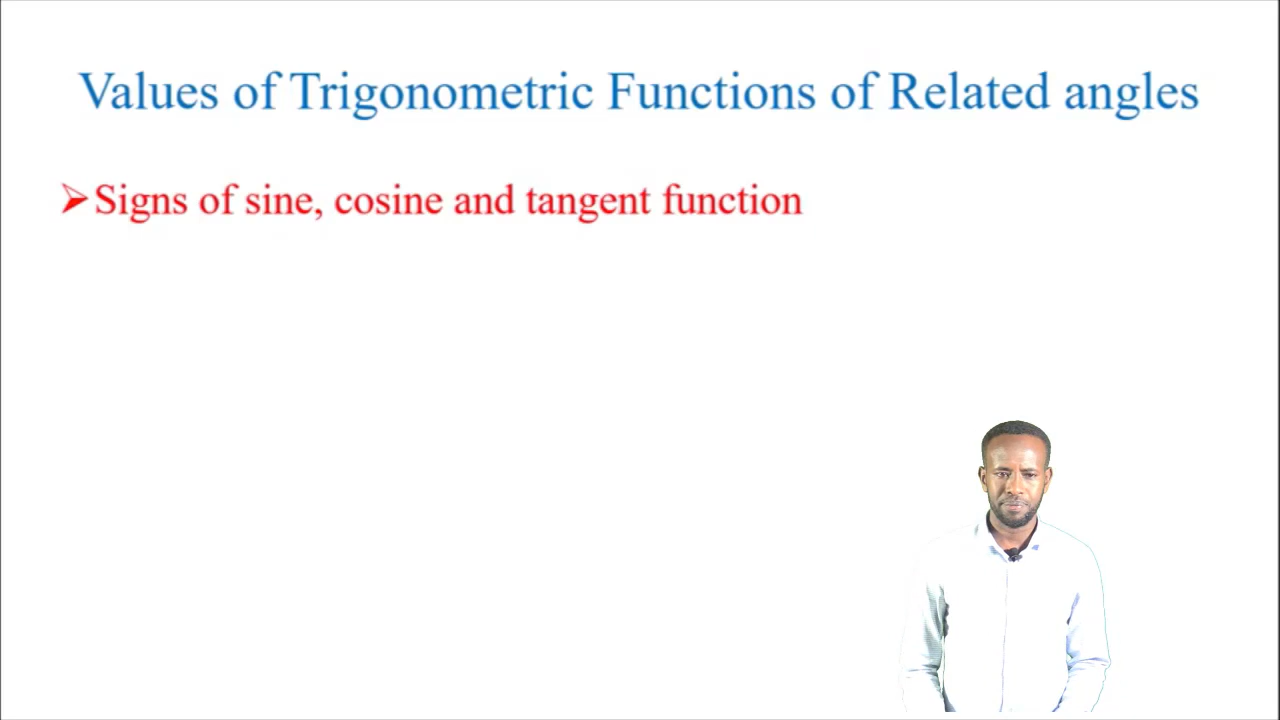 Values of Trigonometric Functions of Related angles
➢Signs of sine, cosine and tangent function